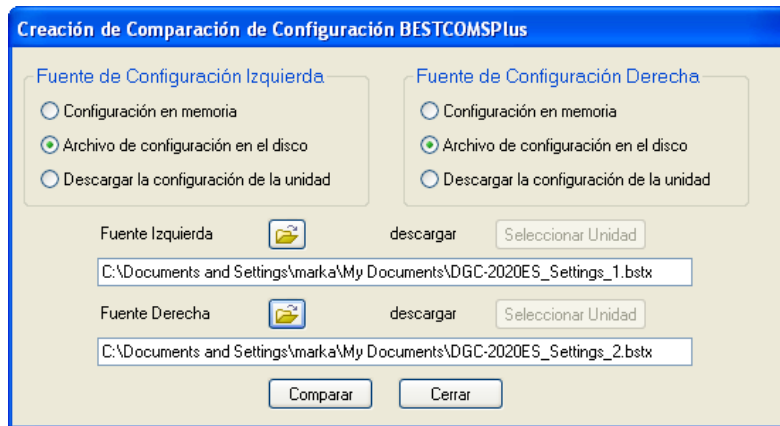 Creación de Comparación de Configuración BESTCOMSPlus
Fuente de Configuración Izquierda
Fuente de Configuración Derecha
Configuración en memoria
Configuración en memoria
Archivo de configuración en el disco
Archivo de configuración en el disco
Descargar la configuración de la unidad
Descargar la configuración de la unidad
Fuente Izquierda descargar Seleccionar Unidad
C:\Documents and Settings\marka\My Documents\DGC-2020ES_Settings_1.bstx
Fuente Derecha descargar Seleccionar Unidad
C:\Documents and Settings\marka\My Documents\DGC-2020ES_Settings_2.bstx
Comparar Cerrar